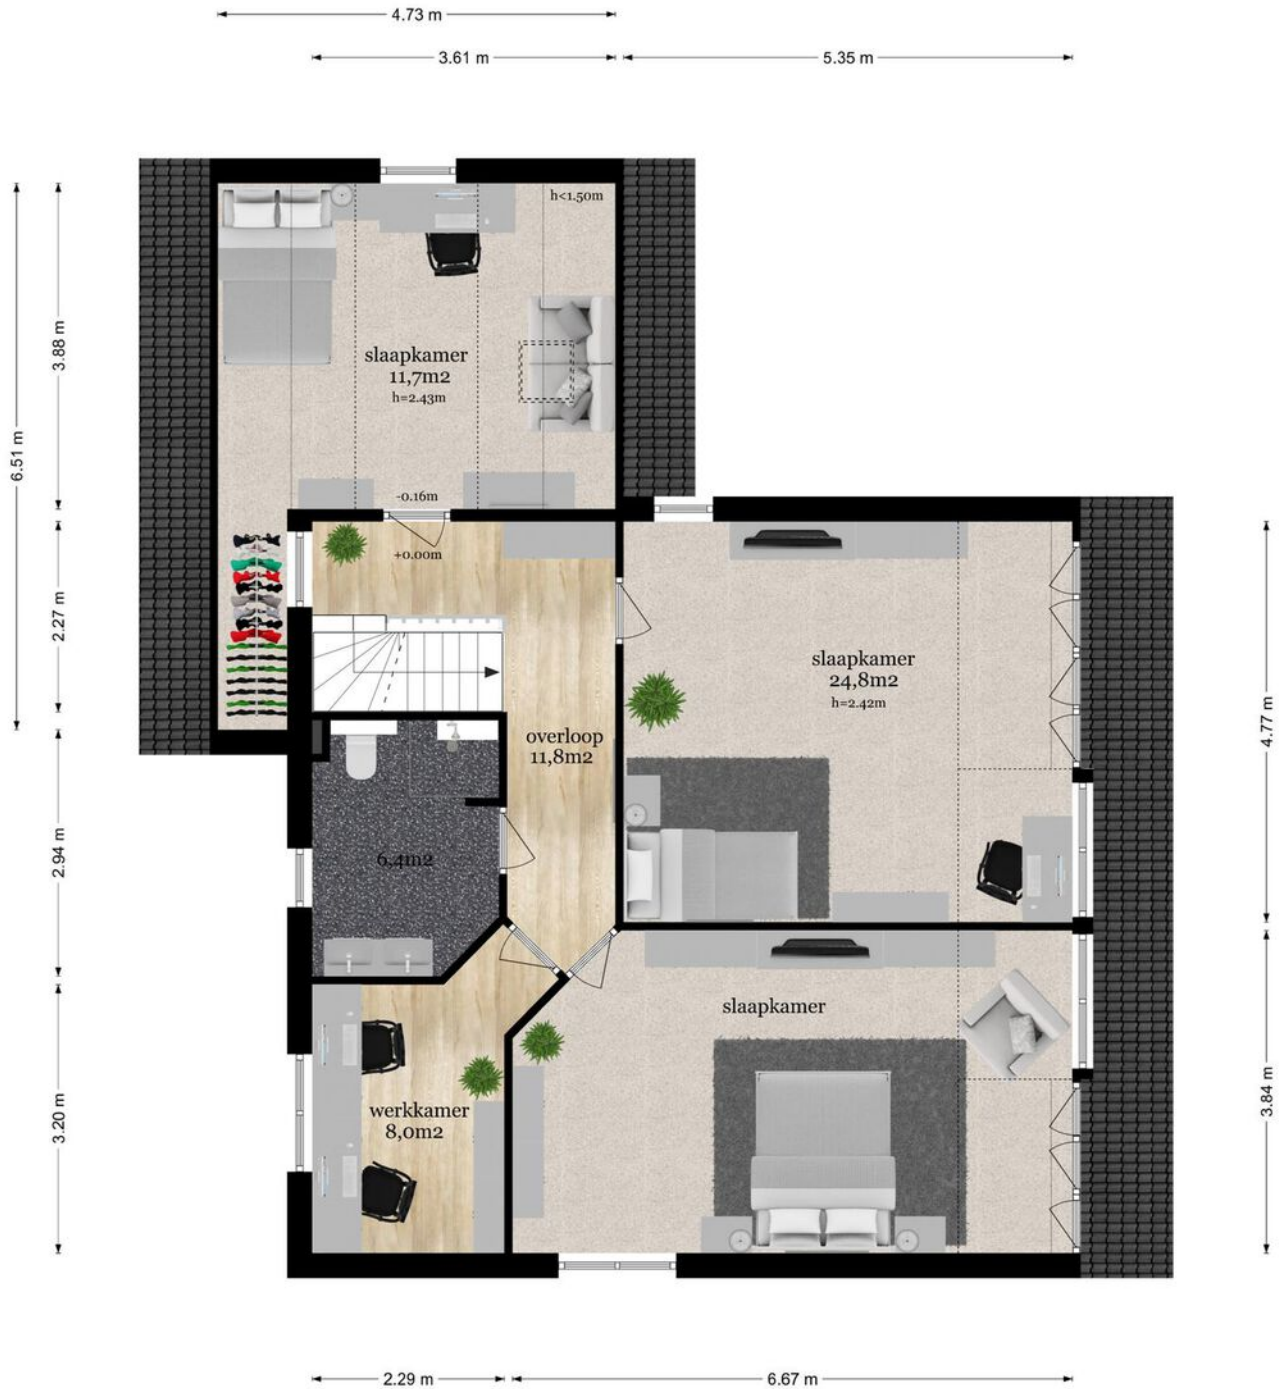 4.73 m
3.61 m
5.35 m
h<1.50m
3.88 m
6.51 m
slaapkamer
11,7m2
h=2.43m
-0.16m
+0.00m
2.27 m
slaapkamer
24,8m2
h=2.42m
4.77 m
overloop
11,8m2
2.94 m
6,4m2
slaapkamer
3.20 m
werkkamer
8,0m2
3.84 m
2.29 m
6.67 m